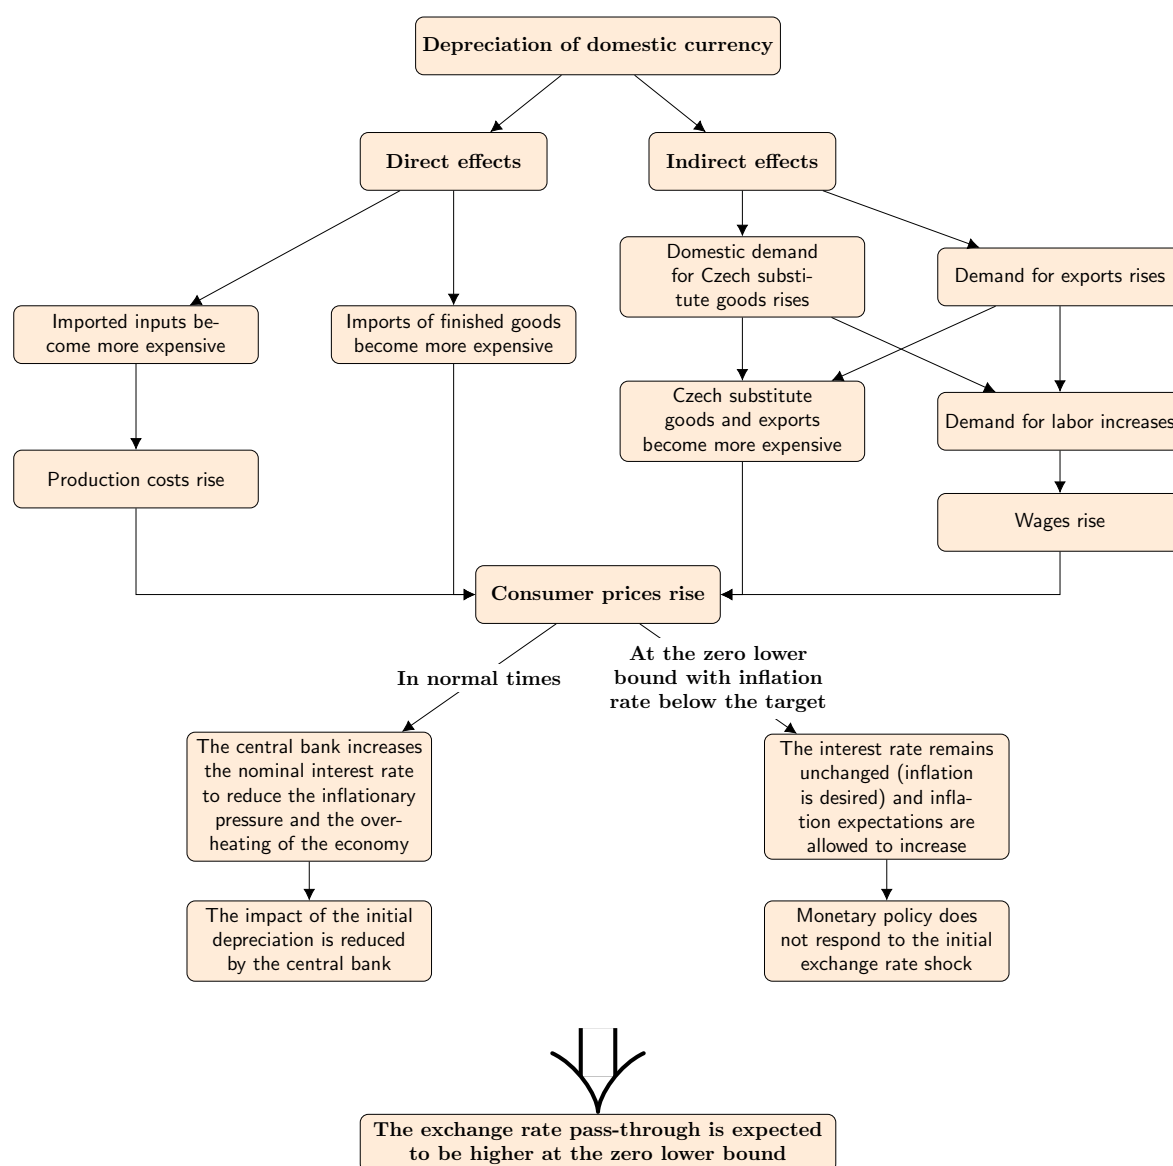 Depreciation of domestic currency
Direct effects
Indirect effects
Domestic demand
for Czech substi-
tute goods rises
Demand for exports rises
Imported inputs be-
come more expensive
Imports of finished goods
become more expensive
Czech substitute
goods and exports
become more expensive
Demand for labor increases
Production costs rise
Wages rise
Consumer prices rise
In normal times
At the zero lower
bound with inflation
rate below the target
The central bank increases
the nominal interest rate
to reduce the inflationary
pressure and the over-
heating of the economy
The interest rate remains
unchanged (inflation
is desired) and infla-
tion expectations are
allowed to increase
The impact of the initial
depreciation is reduced
by the central bank
Monetary policy does
not respond to the initial
exchange rate shock
The exchange rate pass-through is expected
to be higher at the zero lower bound